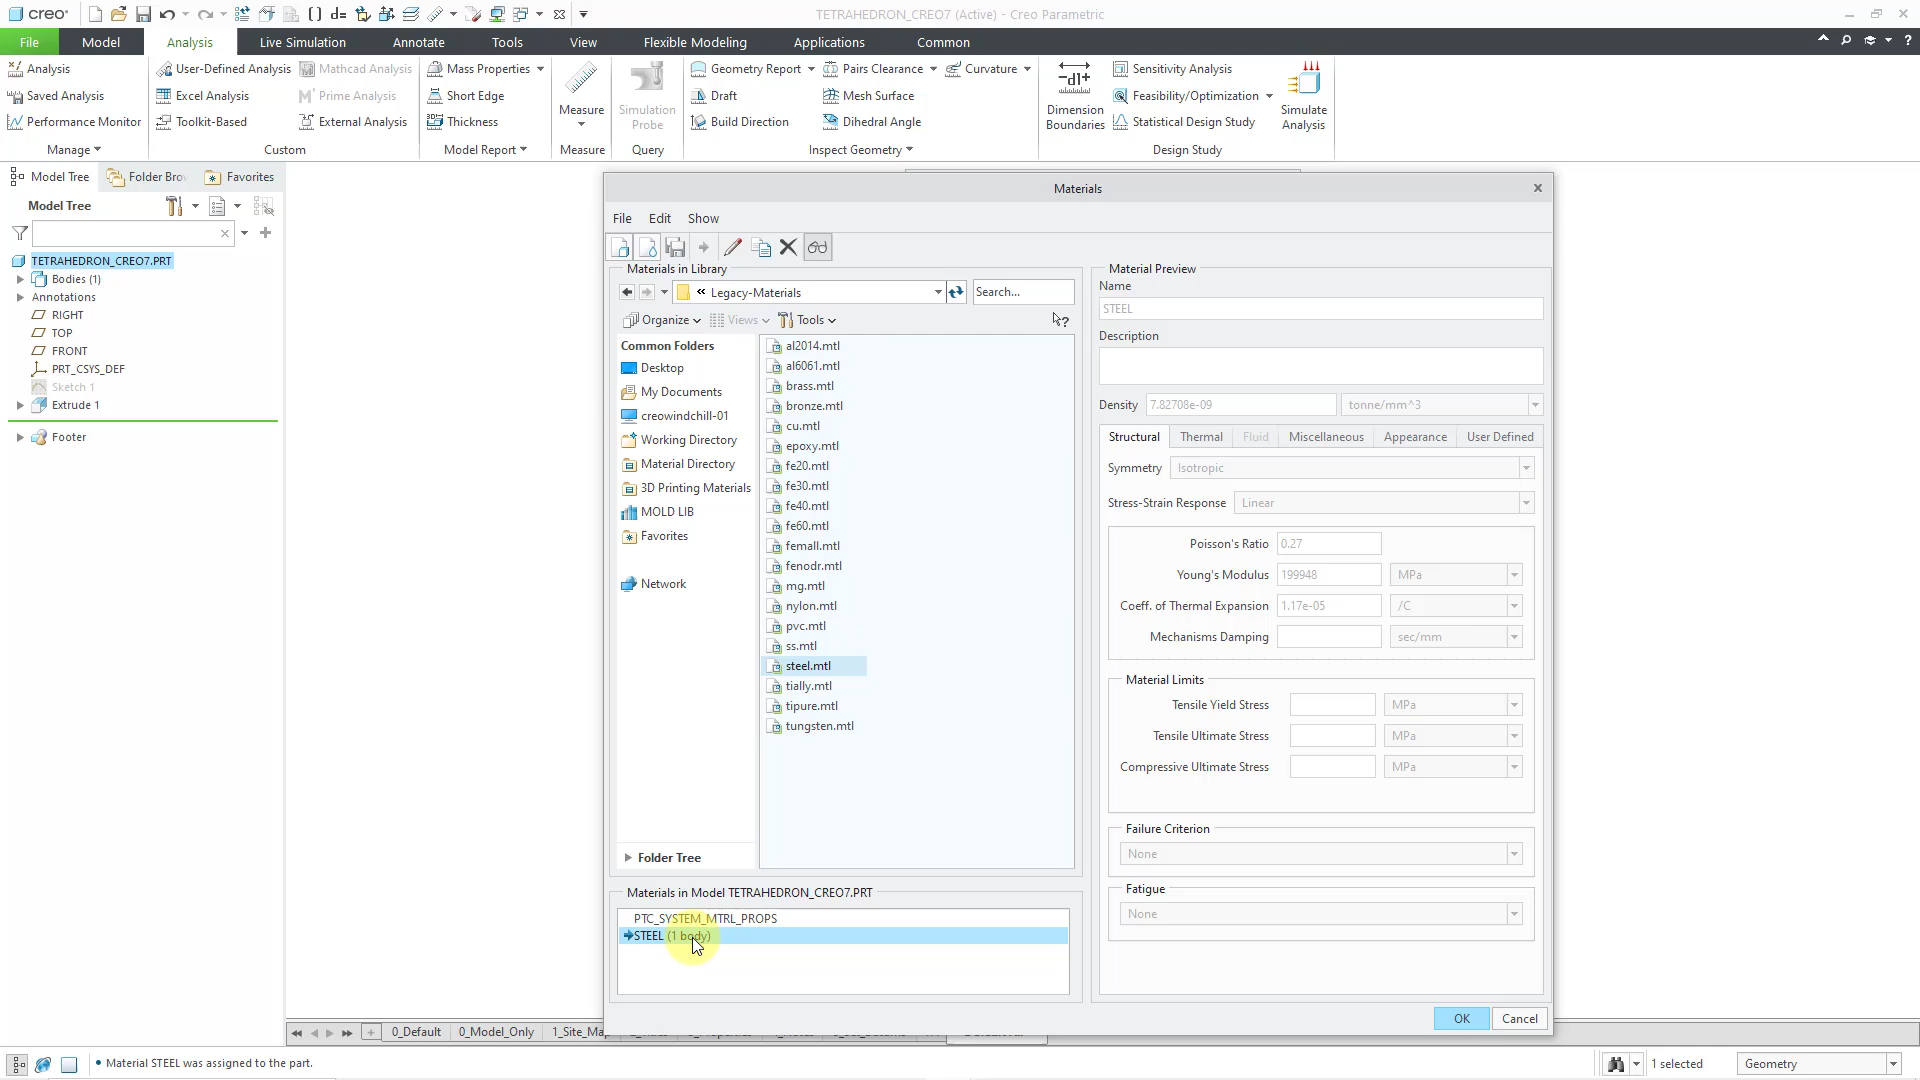 creo
TETRAHEDRON_CREO7 (Active) - Creo Parametric
File Model Analysis Live Simulation Annotate Tools View Flexible Modeling Applications Common
Analysis
Saved Analysis
Performance Monitor
Manage
User-Defined Analysis
Excel Analysis
Toolkit-Based
Mathcad Analysis
Prime Analysis
External Analysis
Custom
Mass Properties
Short Edge
Thickness
Model Report
Measure
Measure
Simulation
Probe
Query
Geometry Report
Draft
Build Direction
Pairs Clearance
Mesh Surface
Dihedral Angle
Curvature
Inspect Geometry
Dimension
Boundaries
Sensitivity Analysis
Feasibility/Optimization
Statistical Design Study
Simulate
Analysis
Design Study
Model Tree Folder Brov Favorites
Model Tree
TETRAHEDRON_CREO7.PRT
Bodies (1)
Annotations
RIGHT
TOP
FRONT
PRT_CSYS_DEF
Sketch 1
Extrude 1
Footer
Materials
File Edit Show
Materials in Library
« Legacy-Materials
Search...
Organize Views Tools
Common Folders
Desktop
My Documents
creowindchill-01
Working Directory
Material Directory
3D Printing Materials
MOLD LIB
Favorites
Network
Folder Tree
al2014.mtl
al6061.mtl
brass.mtl
bronze.mtl
cu.mtl
epoxy.mtl
fe20.mtl
fe30.mtl
fe40.mtl
fe60.mtl
femall.mtl
fenodr.mtl
mg.mtl
nylon.mtl
pvc.mtl
ss.mtl
steel.mtl
tially.mtl
tipure.mtl
tungsten.mtl
Materials in Model TETRAHEDRON_CREO7.PRT
PTC_SYSTEM_MTRL_PROPS
STEEL (1 body)
Material Preview
Name
STEEL
Description
Density 7.82708e-09 tonne/mm^3
Structural Thermal Fluid Miscellaneous Appearance User Defined
Symmetry Isotropic
Stress-Strain Response Linear
Poisson's Ratio 0.27
Young's Modulus 199948 MPa
Coeff. of Thermal Expansion 1.17e-05 /C
Mechanisms Damping sec/mm
Material Limits
Tensile Yield Stress MPa
Tensile Ultimate Stress MPa
Compressive Ultimate Stress MPa
Failure Criterion
None
Fatigue
None
OK Cancel
0_Default 0_Model_Only 1_Site_Ma
• Material STEEL was assigned to the part.
1 selected
Geometry